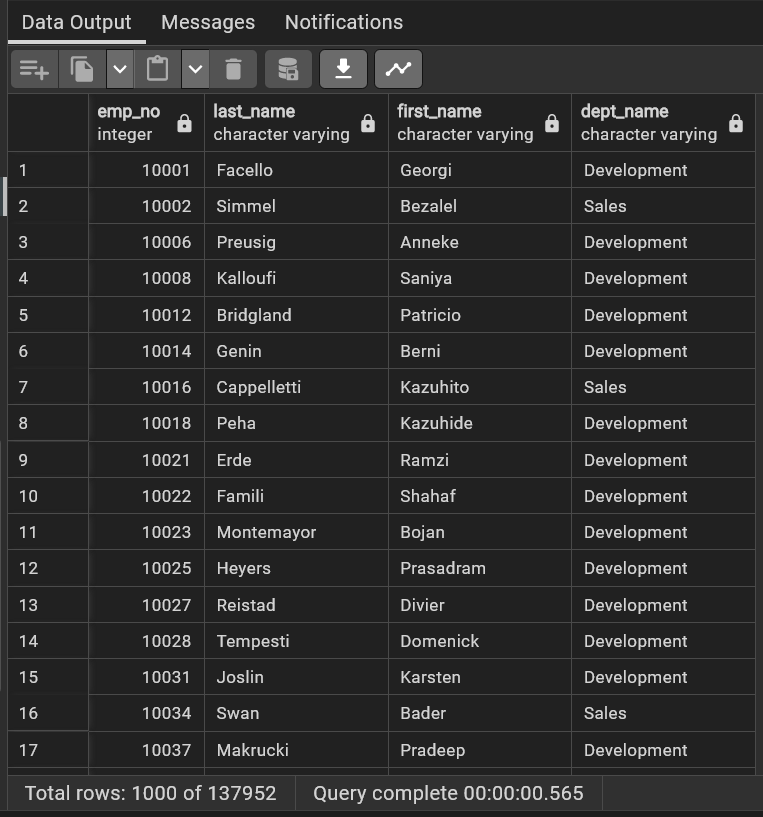 Data Output Messages Notifications
emp_no last_name first_name dept_name
integer character varying character varying character varying
1 10001 Facello Georgi Development
2 10002 Simmel Bezalel Sales
3 10006 Preusig Anneke Development
4 10008 Kalloufi Saniya Development
5 10012 Bridgland Patricio Development
6 10014 Genin Berni Development
7 10016 Cappelletti Kazuhito Sales
8 10018 Peha Kazuhide Development
9 10021 Erde Ramzi Development
10 10022 Famili Shahaf Development
11 10023 Montemayor Bojan Development
12 10025 Heyers Prasadram Development
13 10027 Reistad Divier Development
14 10028 Tempesti Domenick Development
15 10031 Joslin Karsten Development
16 10034 Swan Bader Sales
17 10037 Makrucki Pradeep Development
Total rows: 1000 of 137952 Query complete 00:00:00.565